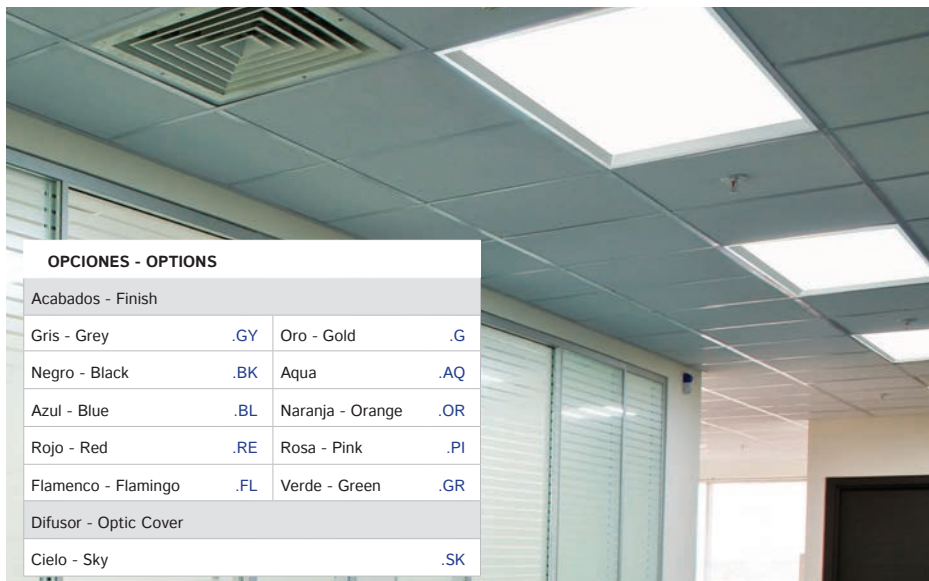 OPCIONES - OPTIONS
Acabados - Finish
Gris - Grey .GY Oro - Gold .G
Negro - Black .BK Aqua .AQ
Azul - Blue .BL Naranja - Orange .OR
Rojo - Red .RE Rosa - Pink .PI
Flamenco - Flamingo .FL Verde - Green .GR
Difusor - Optic Cover
Cielo - Sky .SK